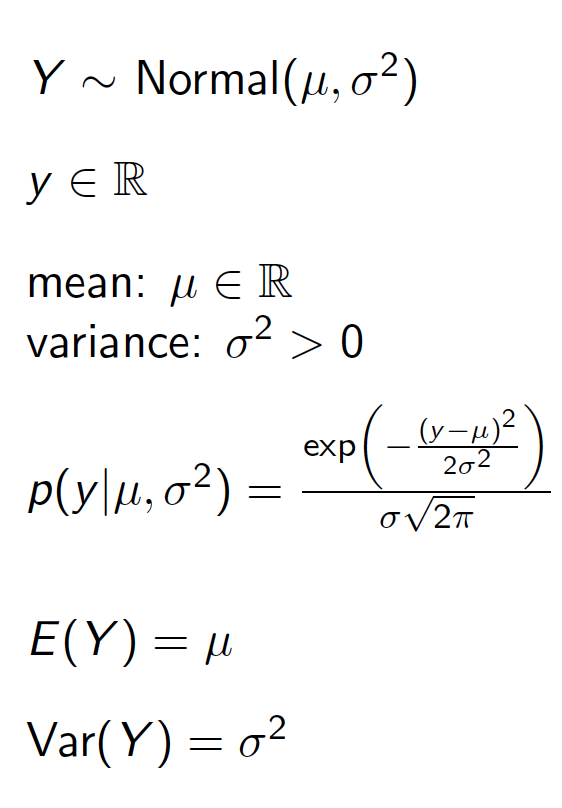 Y ∼ Normal(μ, σ²)
y ∈ ℝ
mean: μ ∈ ℝ
variance: σ² > 0
p(y|μ, σ²) = exp(−(y−μ)²/2σ²) / σ√2π
E(Y) = μ
Var(Y) = σ²